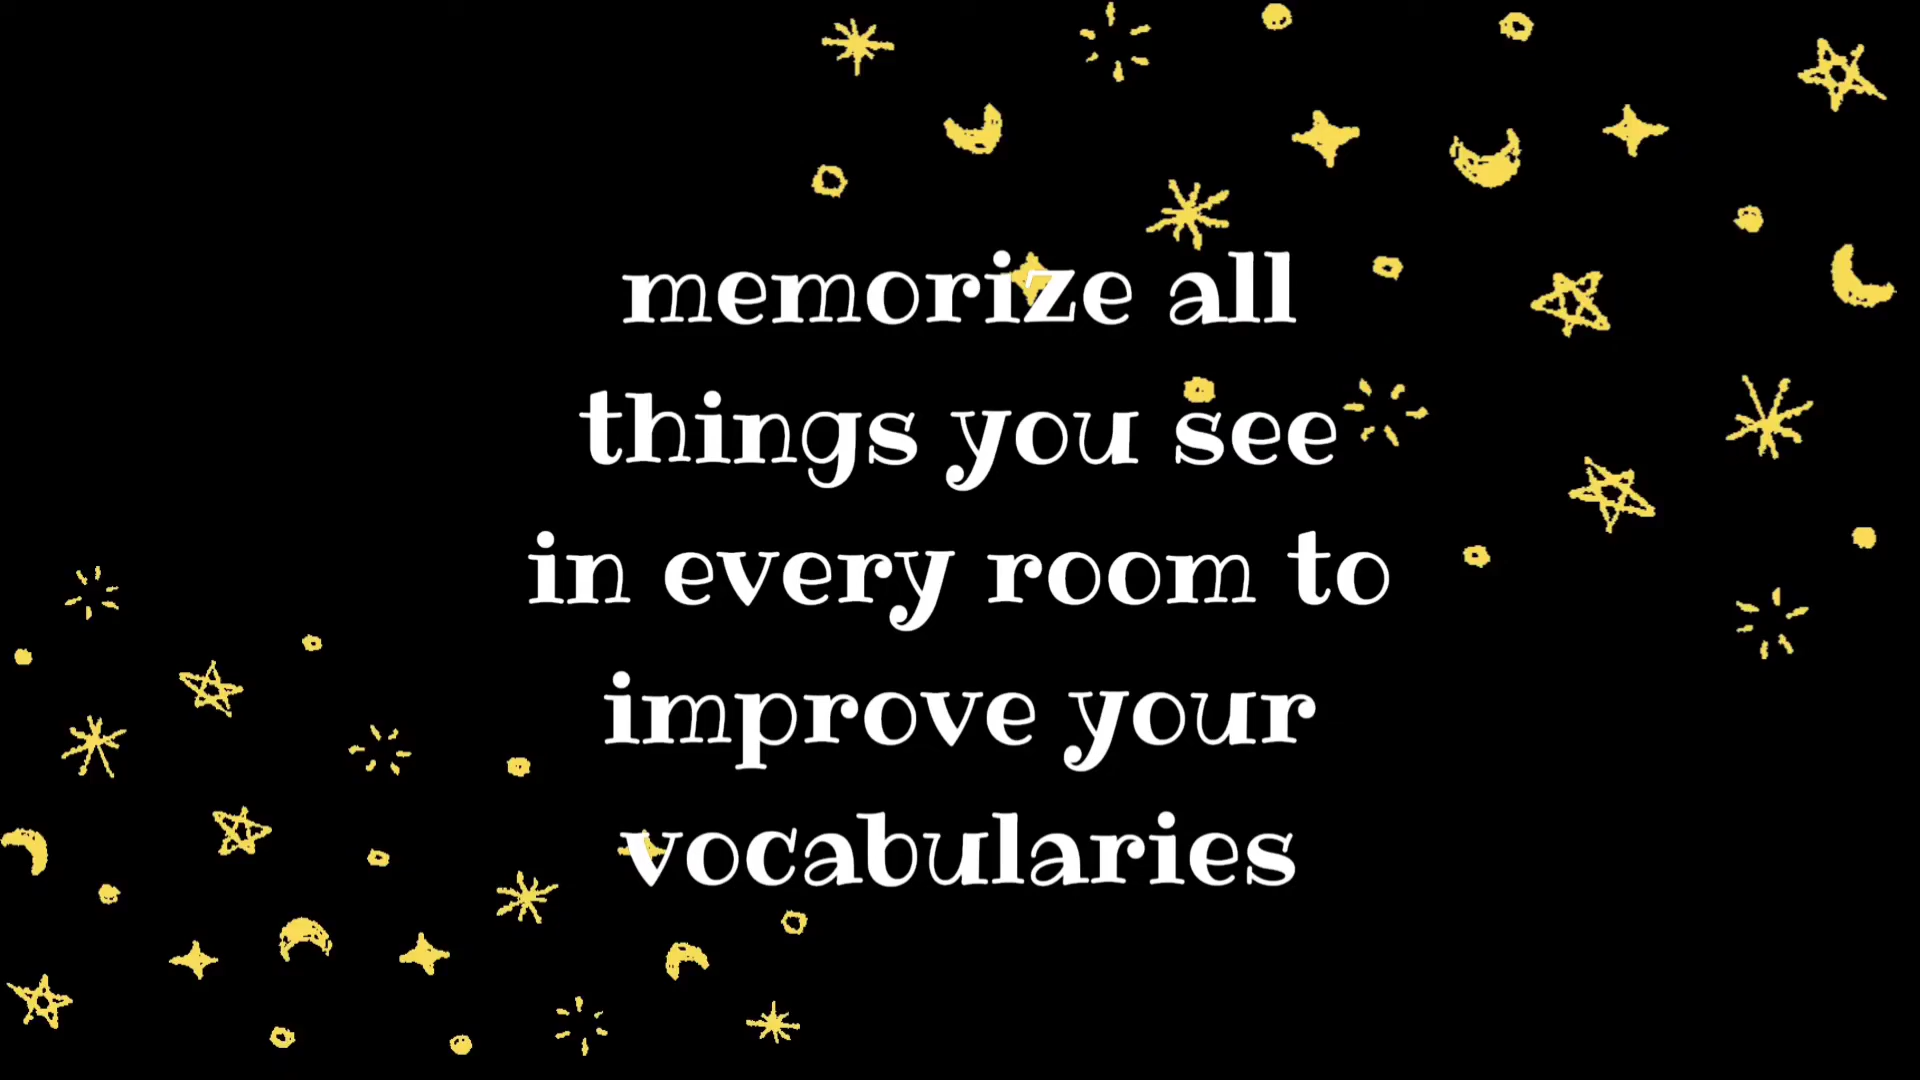 memorize all
things you see
in every room to
improve your
vocabularies